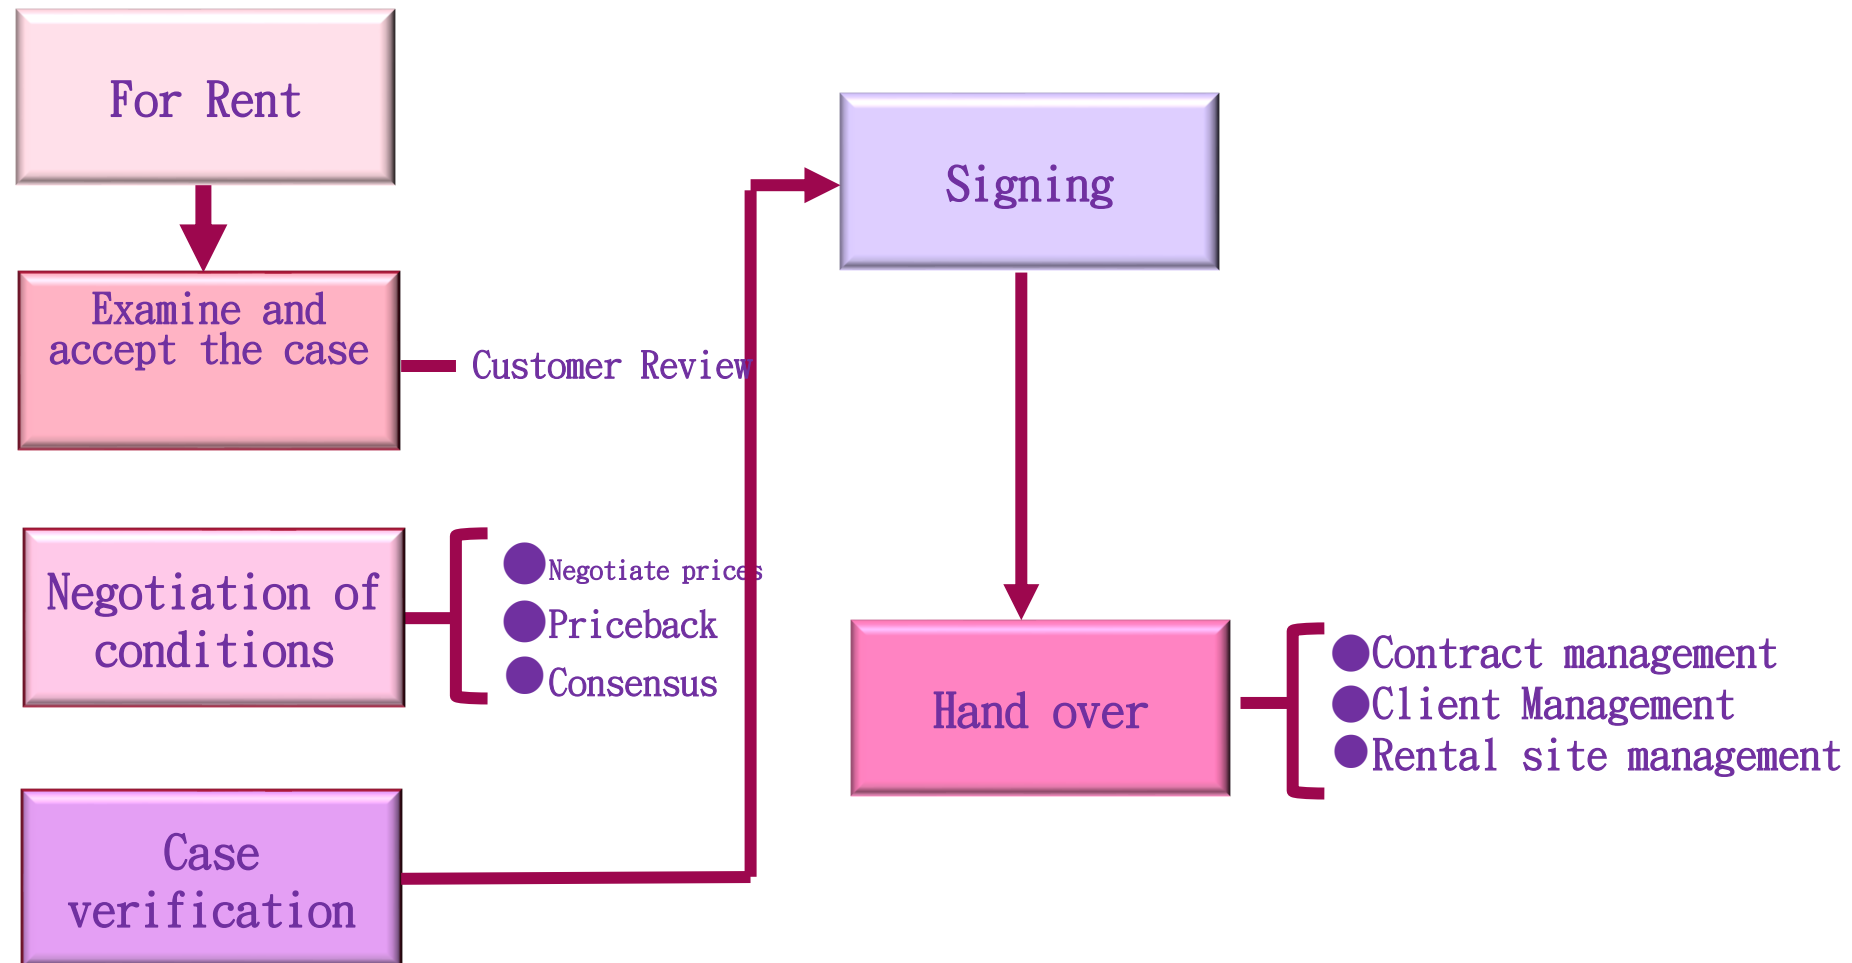 For Rent
Examine and
accept the case
Customer Review
Negotiation of
conditions
●Negotiate prices
●Priceback
●Consensus
Case
verification
Signing
Hand over
●Contract management
●Client Management
●Rental site management